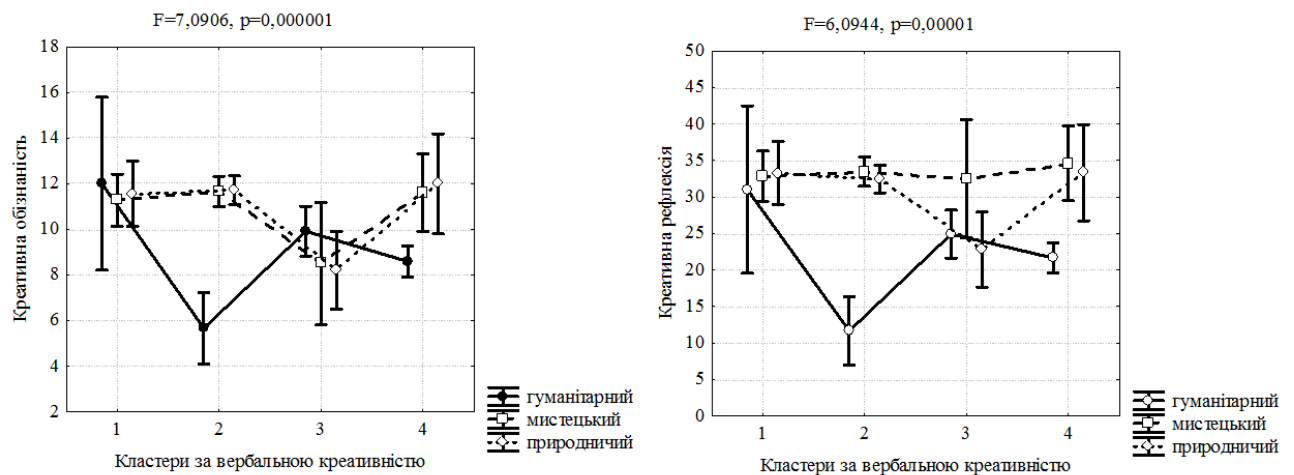 F=7,0906, p=0,000001
18
16
14
12
10
8
6
4
2
Креативна обізнаність
1 2 3 4
Кластери за вербальною креативністю
гуманітарний
мистецький
природничий
F=6,0944, p=0,00001
50
45
40
35
30
25
20
15
10
5
0
Креативна рефлексія
1 2 3 4
Кластери за вербальною креативністю
гуманітарний
мистецький
природничий